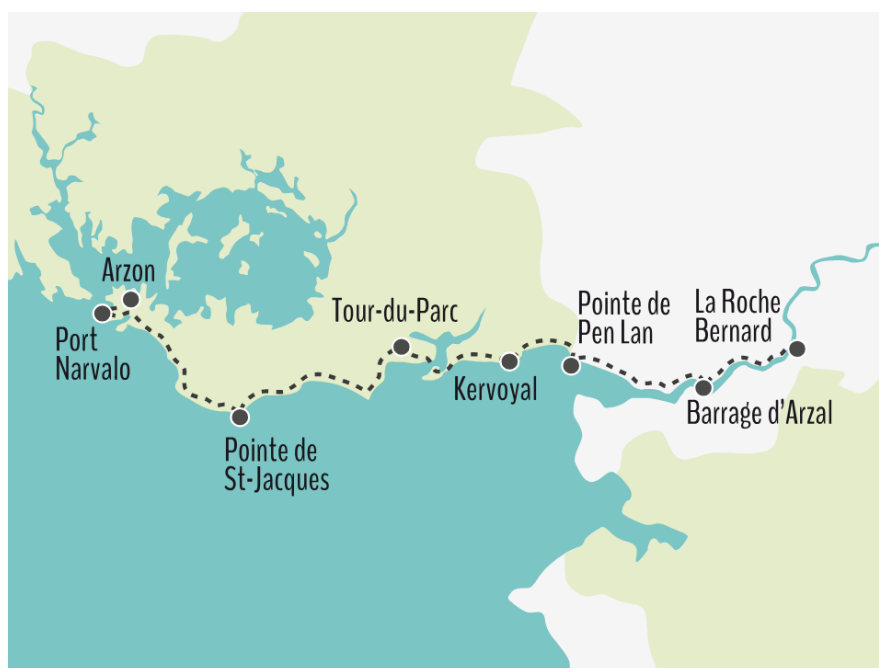 Arzon
Port
Narvalo
Pointe de
St-Jacques
Tour-du-Parc
Kervoyal
Pointe de
Pen Lan
La Roche
Bernard
Barrage d'Arzal